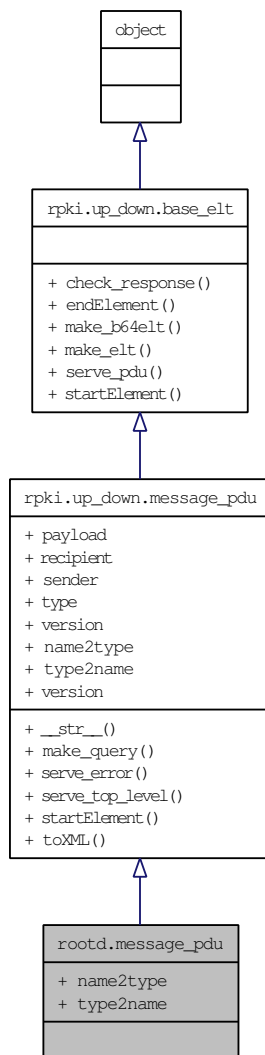 object
rpki.up_down.base_elt
+ check_response()
+ endElement()
+ make_b64elt()
+ make_elt()
+ serve_pdu()
+ startElement()
rpki.up_down.message_pdu
+ payload
+ recipient
+ sender
+ type
+ version
+ name2type
+ type2name
+ version
+ __str__()
+ make_query()
+ serve_error()
+ serve_top_level()
+ startElement()
+ toXML()
rootd.message_pdu
+ name2type
+ type2name